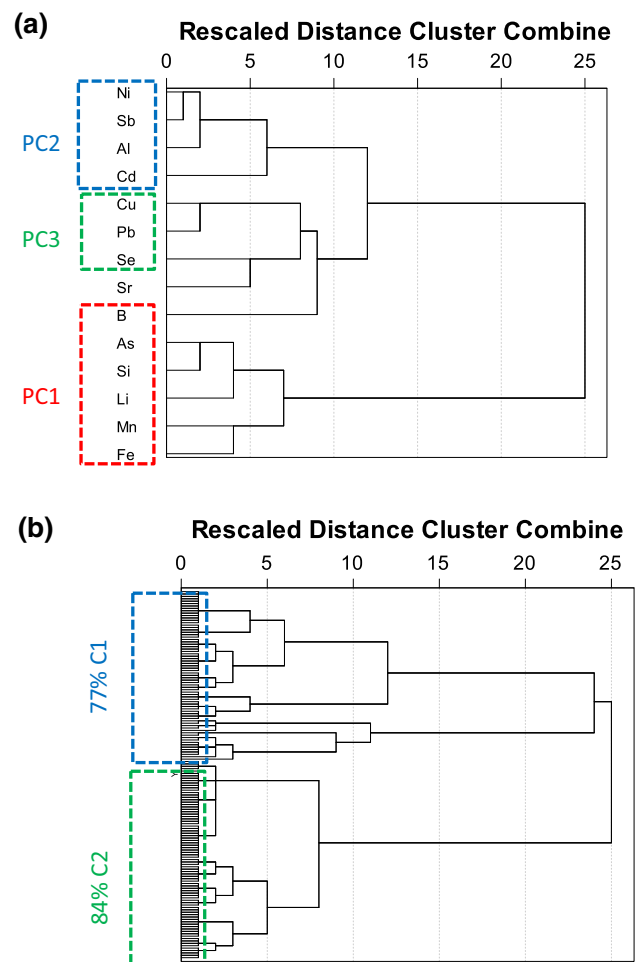 (a)
Rescaled Distance Cluster Combine
0 5 10 15 20 25
Ni
Sb
PC2
Al
Cd
Cu
PC3
Pb
Se
Sr
B
As
Si
PC1
Li
Mn
Fe
(b)
Rescaled Distance Cluster Combine
0 5 10 15 20 25
77% C1
84% C2